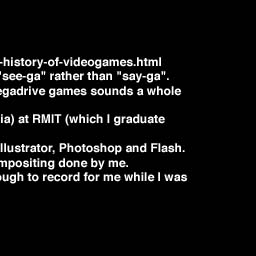 -history-of-videogames.html
"see-ga" rather than "say-ga".
egadrive games sounds a whole
ia) at RMIT (which I graduate
llustrator, Photoshop and Flash.
mpositing done by me.
ough to record for me while I was